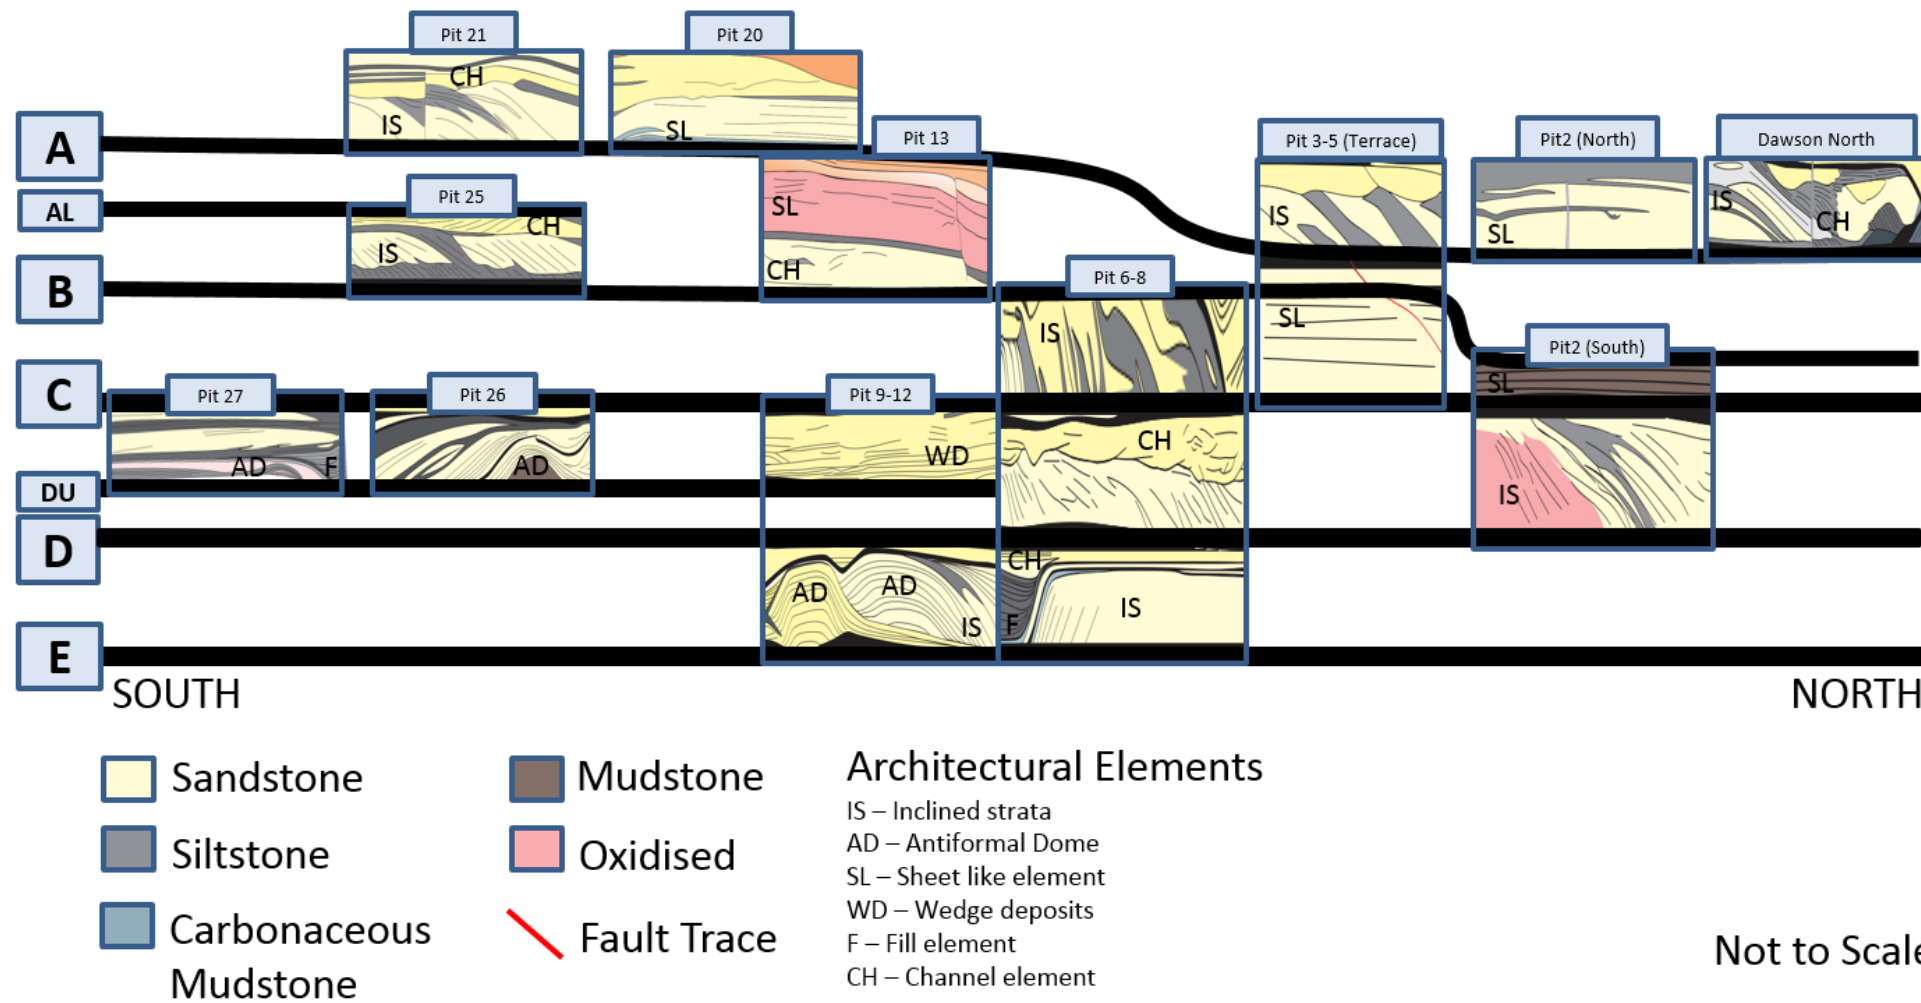 Pit 21
Pit 20
CH
IS
SL
A
Pit 13
Pit 3-5 (Terrace)
Pit2 (North)
Dawson North
AL
Pit 25
CH
IS
SL
CH
IS
SL
IS
CH
B
Pit 6-8
IS
SL
Pit2 (South)
SL
C
Pit 27
Pit 26
Pit 9-12
AD
F
AD
WD
CH
IS
DU
D
AD
AD
IS
CH
F
IS
E
SOUTH
NORTH
Sandstone
Siltstone
Carbonaceous
Mudstone
Mudstone
Oxidised
Fault Trace
Architectural Elements
IS – Inclined strata
AD – Antiformal Dome
SL – Sheet like element
WD – Wedge deposits
F – Fill element
CH – Channel element
Not to Scale